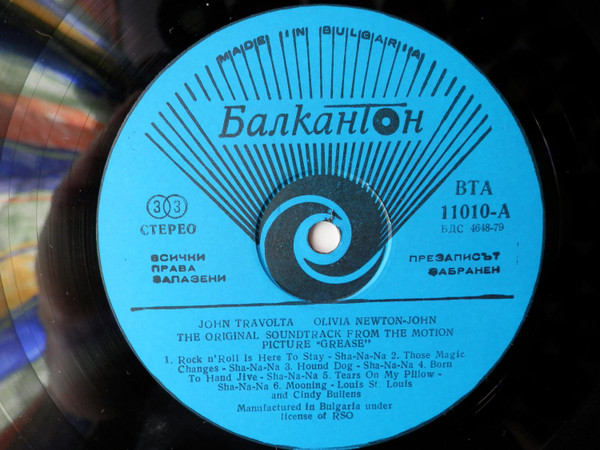 MADE IN BULGARIA
Балкантон
ВТА
11010-А
БДС 4648-79
33
СТЕРЕО
ВСИЧКИ
ПРАВА
ЗАПАЗЕНИ
ПРЕЗАПИСЪТ
ЗАБРАНЕН
JOHN TRAVOLTA OLIVIA NEWTON-JOHN
THE ORIGINAL SOUNDTRACK FROM THE MOTION
PICTURE "GREASE"
1. Rock n'Roll Is Here To Stay - Sha-Na-Na 2. Those Magic
Changes - Sha-Na-Na 3. Hound Dog - Sha-Na-Na 4. Born
To Hand Jive - Sha-Na-Na 5. Tears On My Pillow -
Sha-Na-Na 6. Mooning - Louis St. Louis
and Cindy Bullens
Manufactured in Bulgaria under
license of RSO